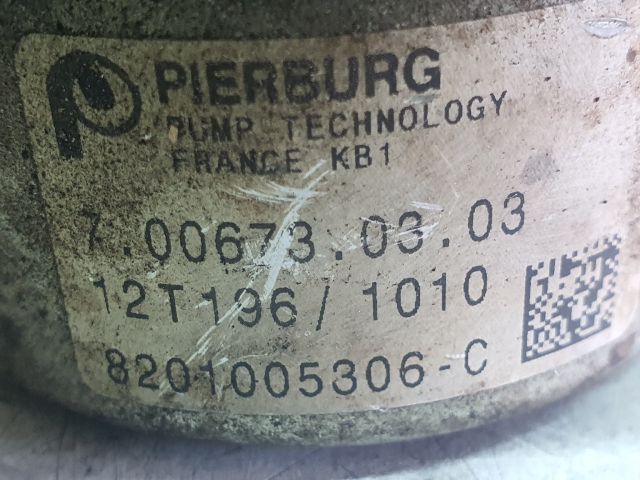 PIERBURG
PUMP TECHNOLOGY
FRANCE KB1
7.00673.03.03
12T196/1010
8201005306-C